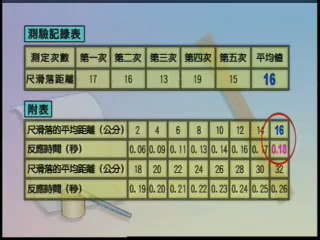 測驗記錄表
測定次數 第一次 第二次 第三次 第四次 第五次 平均値
尺滑落距離 17 16 13 19 15 16
附表
尺滑落的平均距離（公分） 2 4 6 8 10 12 14 16
反應時間（秒） 0.06 0.09 0.11 0.13 0.14 0.16 0.17 0.18
尺滑落的平均距離（公分） 18 20 22 24 26 28 30 32
反應時間（秒） 0.19 0.20 0.21 0.22 0.23 0.24 0.25 0.26